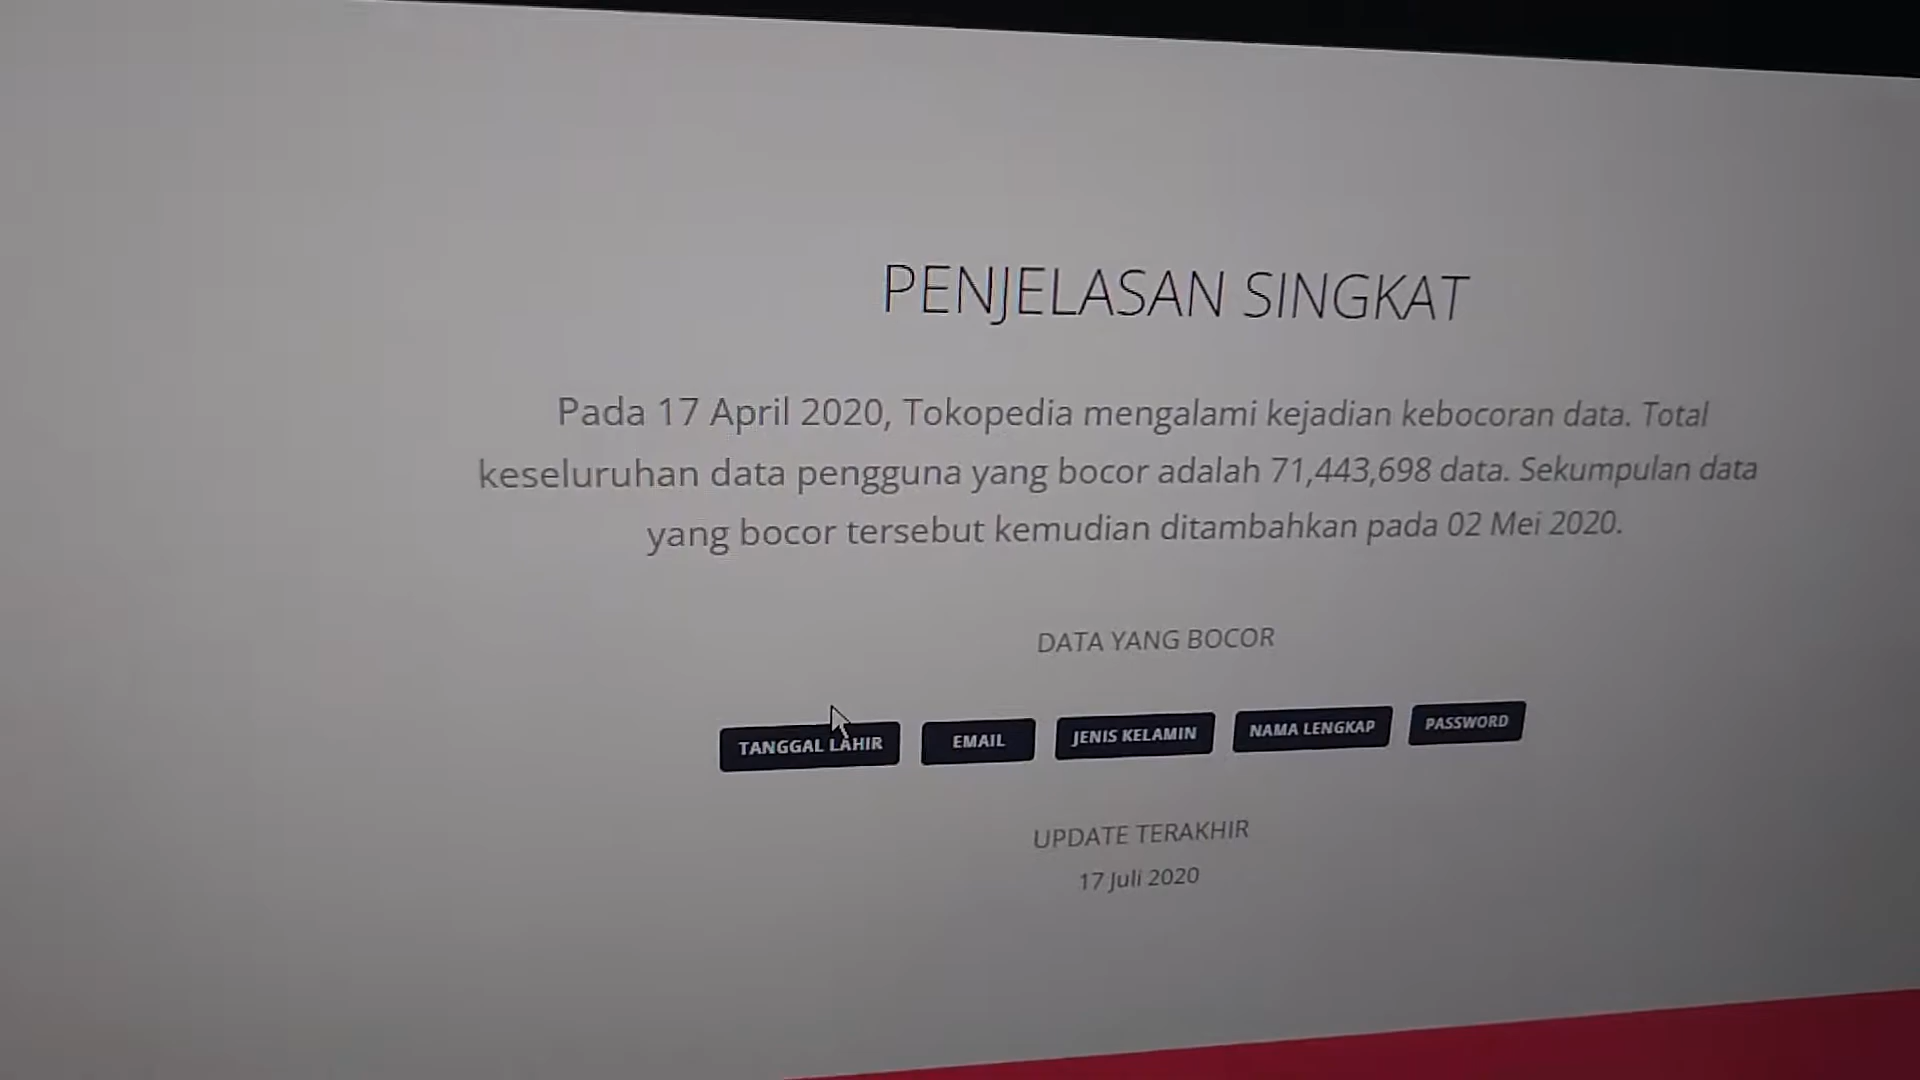 PENJELASAN SINGKAT
Pada 17 April 2020, Tokopedia mengalami kejadian kebocoran data. Total
keseluruhan data pengguna yang bocor adalah 71,443,698 data. Sekumpulan data
yang bocor tersebut kemudian ditambahkan pada 02 Mei 2020.
DATA YANG BOCOR
TANGGAL LAHIR EMAIL JENIS KELAMIN NAMA LENGKAP PASSWORD
UPDATE TERAKHIR
17 Juli 2020